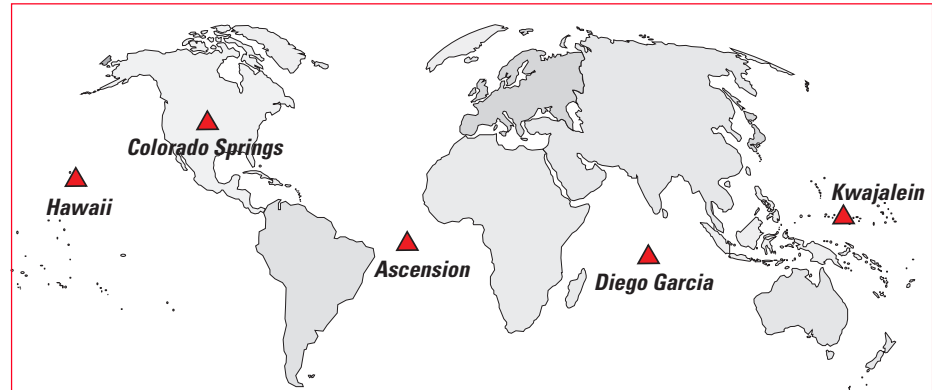 Colorado Springs
Hawaii
Kwajalein
Ascension
Diego Garcia